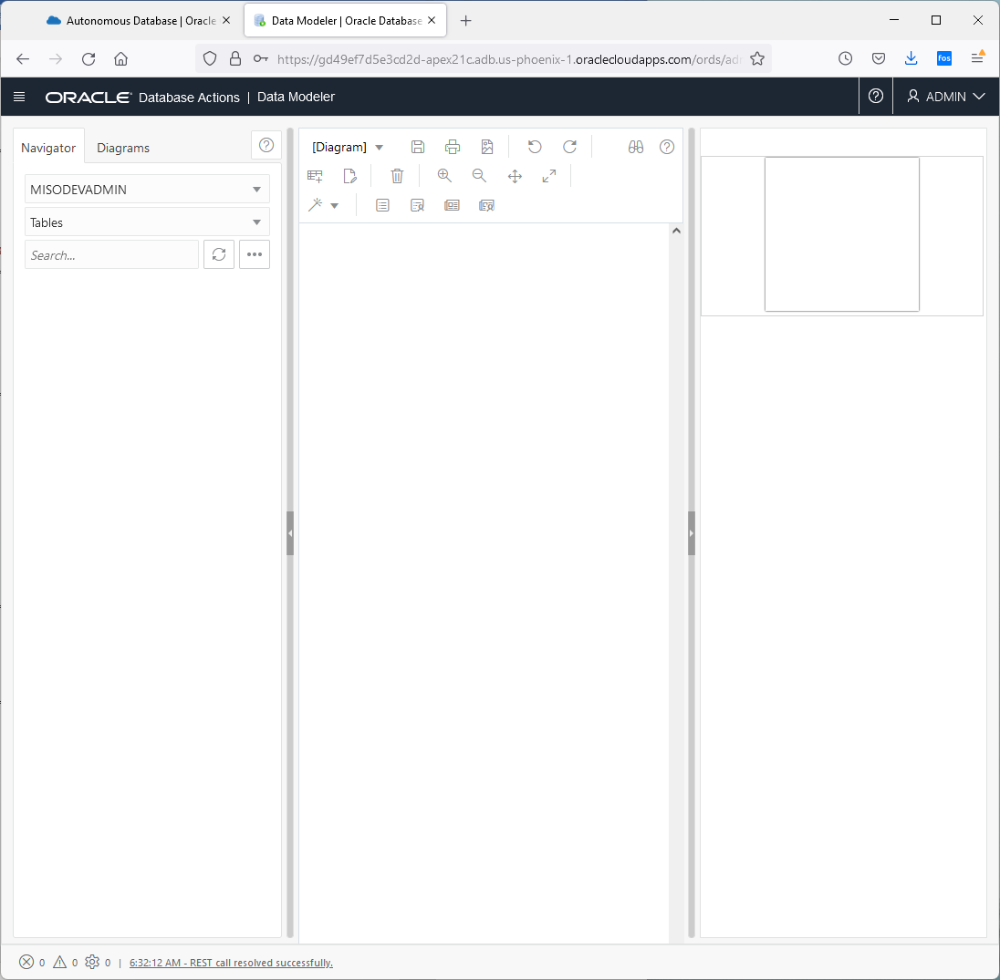 Autonomous Database | Oracle
Data Modeler | Oracle Database
https://gd49ef7d5e3cd2d-apex21c.adb.us-phoenix-1.oraclecloudapps.com/ords/adm
fos
ORACLE Database Actions | Data Modeler
ADMIN
Navigator
Diagrams
[Diagram]
MISODEVADMIN
Tables
Search...
0 0 0 | 6:32:12 AM - REST call resolved successfully.